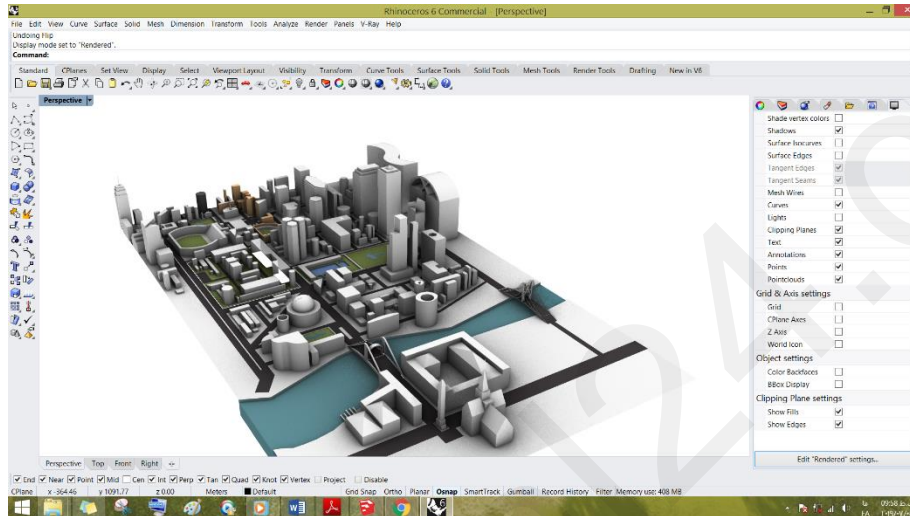 Rhinoceros 6 Commercial - [Perspective]
File Edit View Curve Surface Solid Mesh Dimension Transform Tools Analyze Render Panels V-Ray Help
Undoing Flip
Display mode set to "Rendered".
Command:
Standard CPlanes Set View Display Select Viewport Layout Visibility Transform Curve Tools Surface Tools Solid Tools Mesh Tools Render Tools Drafting New in V6
Perspective
Shade vertex colors
Shadows
Surface Isocurves
Surface Edges
Tangent Edges
Tangent Seams
Mesh Wires
Curves
Lights
Clipping Planes
Text
Annotations
Points
Pointclouds
Grid & Axis settings
Grid
CPlane Axes
Z Axis
World Icon
Object settings
Color Backfaces
BBox Display
Clipping Plane settings
Show Fills
Show Edges
Edit "Rendered" settings...
Perspective Top Front Right
End Near Point Mid Cen Int Perp Tan Quad Knot Vertex Project Disable
CPlane x -364.46 y 1091.77 z 0.00 Meters Default Grid Snap Ortho Planar Osnap SmartTrack Gumball Record History Filter Memory use: 408 MB
09:58
124.